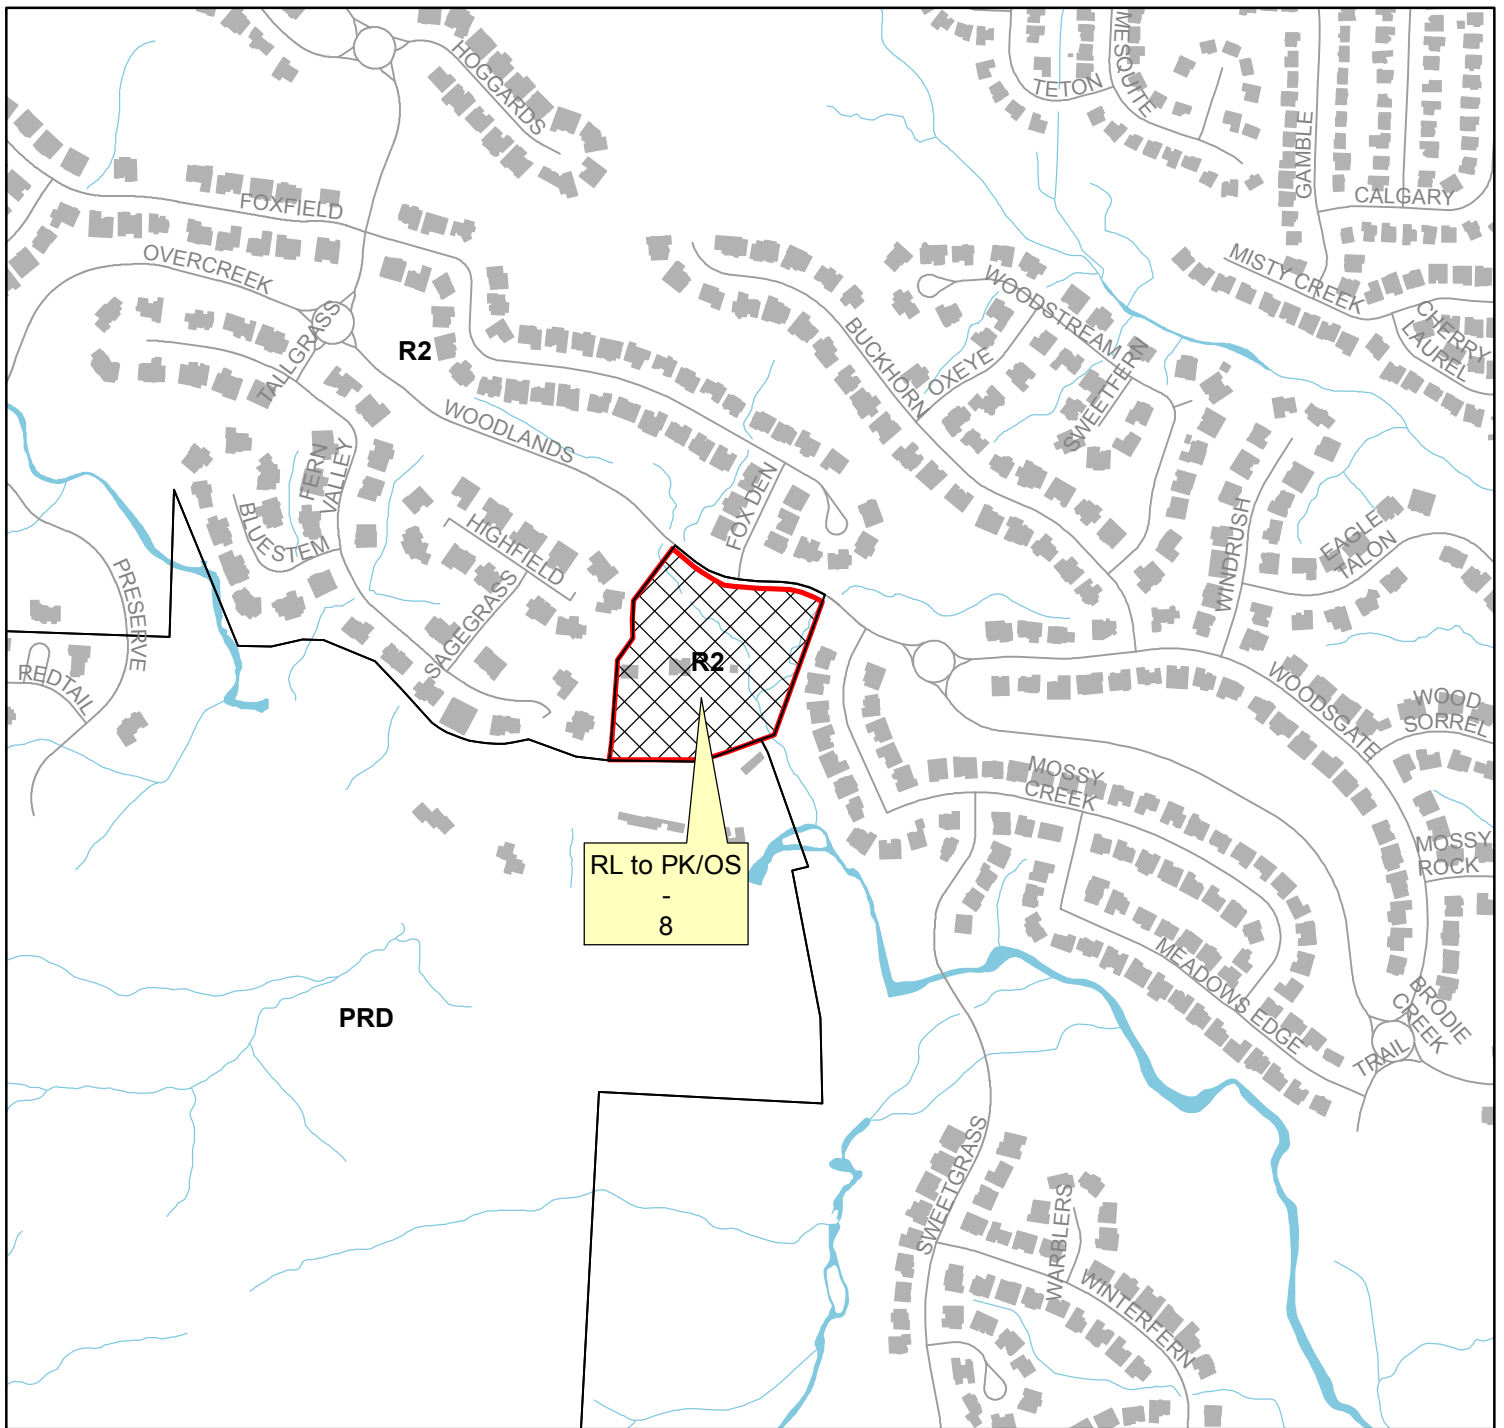 HOGGARDS
MESQUITE
TETON
GAMBLE
CALGARY
FOXFIELD
OVERCREEK
TALLGRASS
R2
WOODSTREAM
MISTY CREEK
CHERRY
LAUREL
BUCKHORN
OXEYE
SWEETFERN
WOODLANDS
FERN
VALLEY
BLUESTEM
HIGHFIELD
FOX DEN
WINDRUSH
EAGLE
TALON
PRESERVE
SAGEGRASS
REDTAIL
R2
WOODSGATE
WOOD
SORREL
MOSSY
CREEK
MOSSY
ROCK
RL to PK/OS
-
8
MEADOWS EDGE
BRODIE
CREEK
TRAIL
PRD
SWEETGRASS
WARBLERS
WINTERFERN